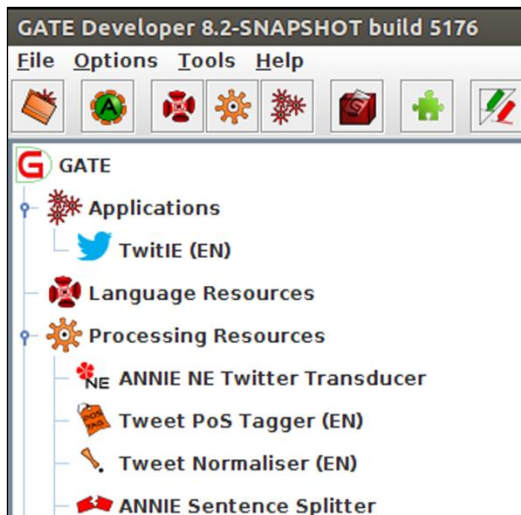 GATE Developer 8.2-SNAPSHOT build 5176
File Options Tools Help
A
G GATE
Applications
TwitIE (EN)
Language Resources
Processing Resources
NE ANNIE NE Twitter Transducer
Tweet PoS Tagger (EN)
Tweet Normaliser (EN)
ANNIE Sentence Splitter